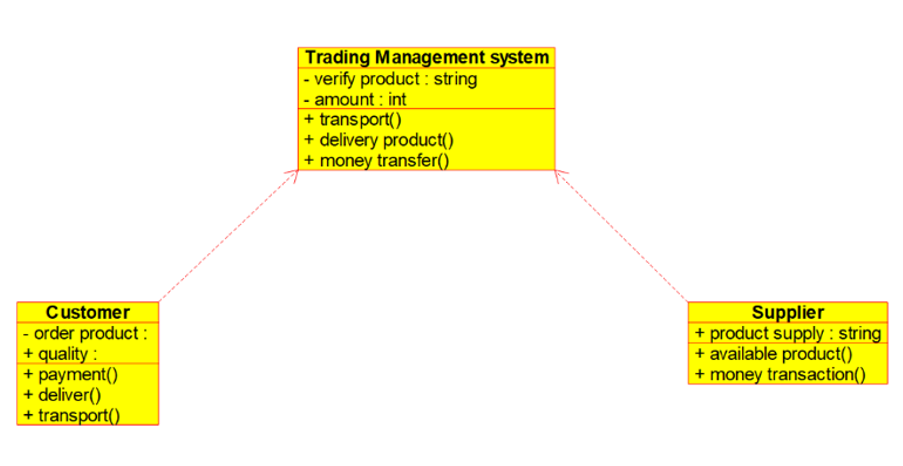 Trading Management system
- verify product : string
- amount : int
+ transport()
+ delivery product()
+ money transfer()
Customer
- order product :
+ quality :
+ payment()
+ deliver()
+ transport()
Supplier
+ product supply : string
+ available product()
+ money transaction()